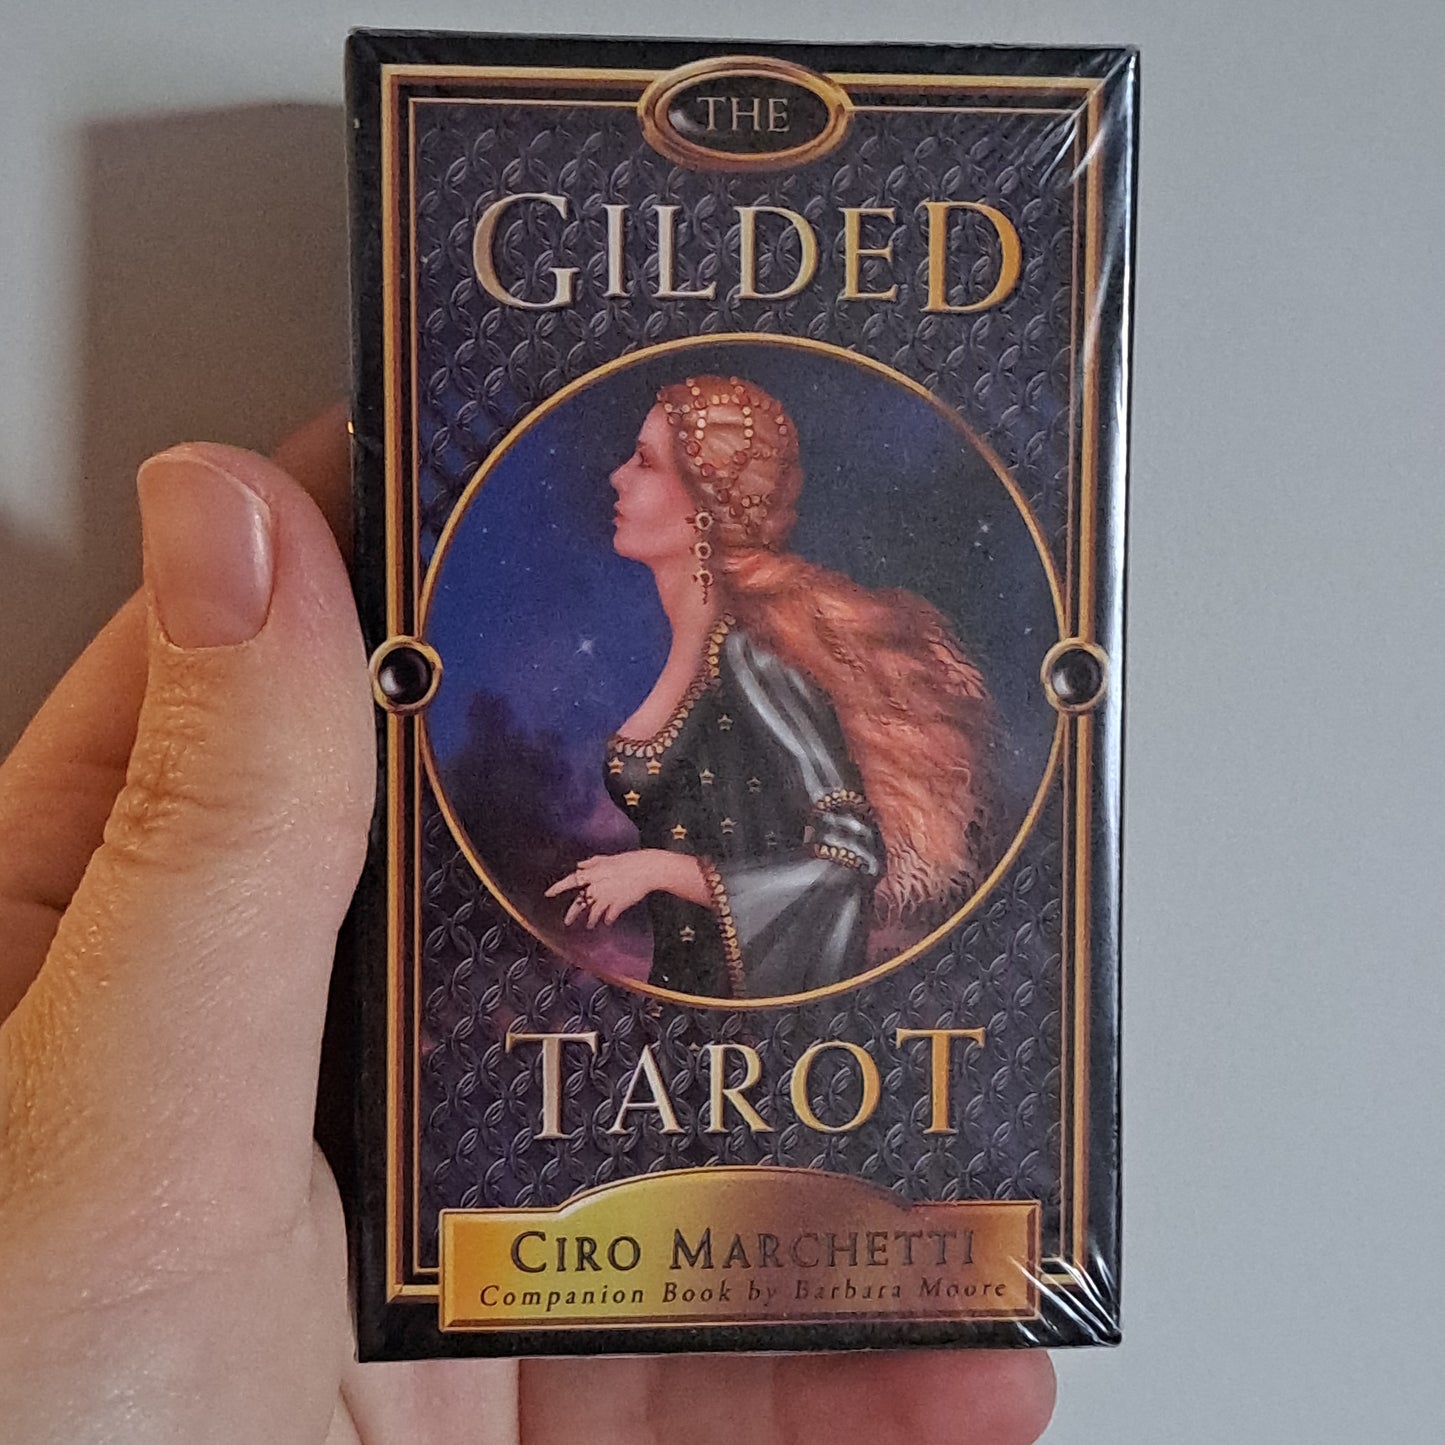 THE
GILDED
TAROT
CIRO MARCHETTI
Companion Book by Barbara Moore